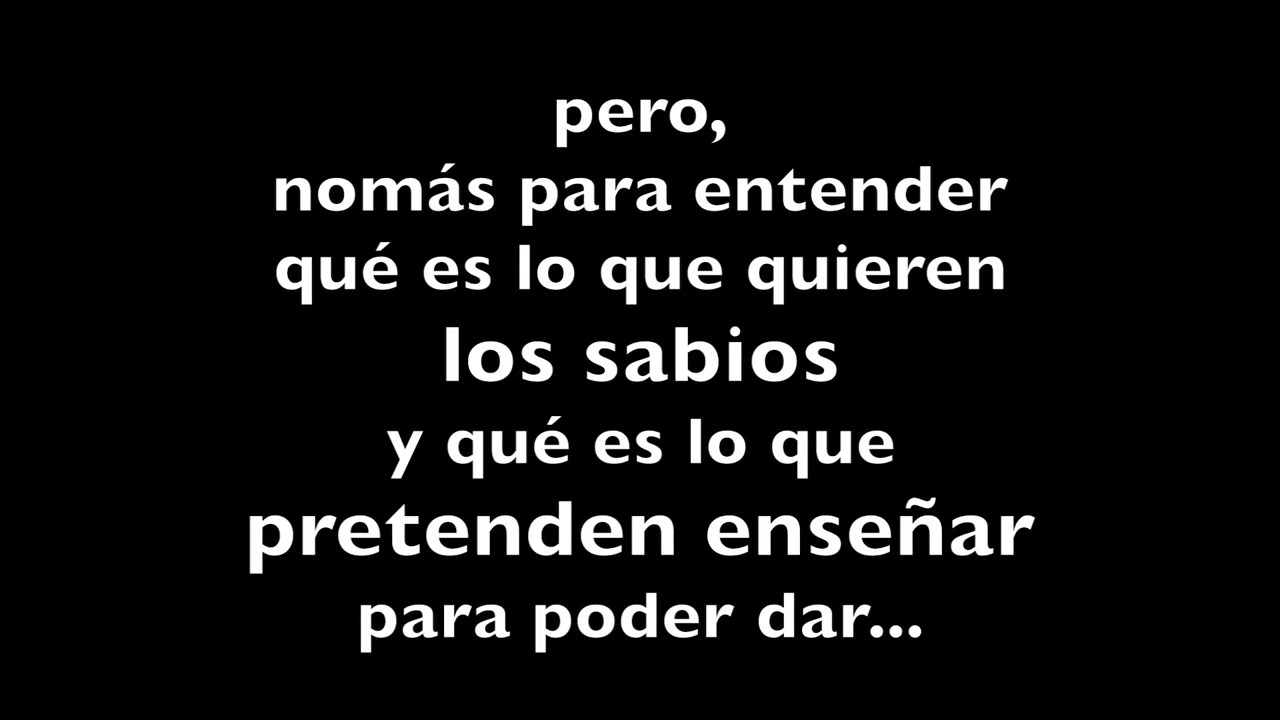 pero,
nomás para entender
qué es lo que quieren
los sabios
y qué es lo que
pretenden enseñar
para poder dar...